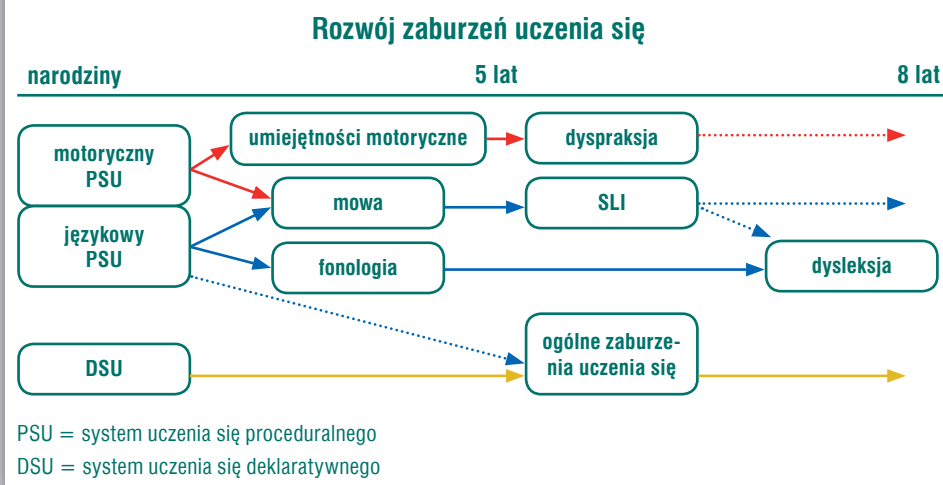 Rozwój zaburzeń uczenia się
narodziny 5 lat 8 lat
umiejętności motoryczne
dyspraksja
motoryczny
PSU
mowa
SLI
językowy
PSU
fonologia
dysleksja
ogólne zaburze-
nia uczenia się
DSU
PSU = system uczenia się proceduralnego
DSU = system uczenia się deklaratywnego